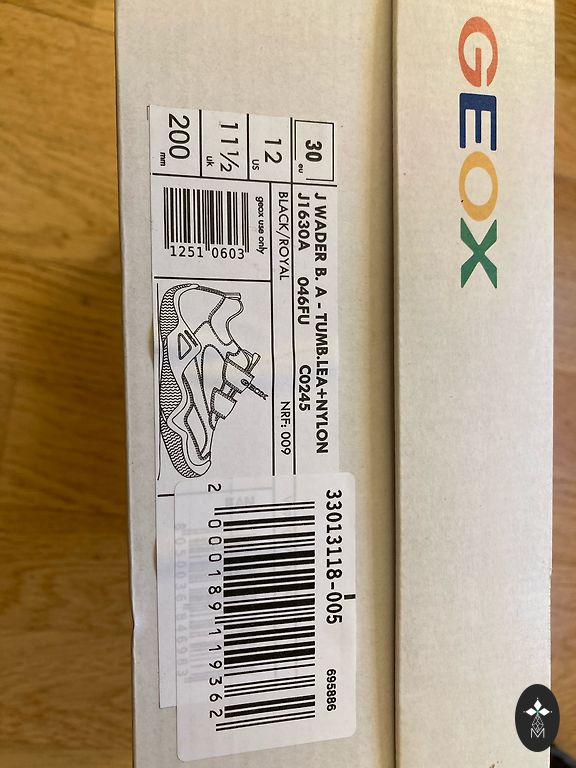 GEOX
30 eu
12 US
11½ uk
200 mm
J WADER B. A - TUMB.LEA+NYLON
J1630A 046FU C0245
BLACK/ROYAL NRF: 009
geox use only
1251 0603
33013118-005
695886
2 000189 119362
M